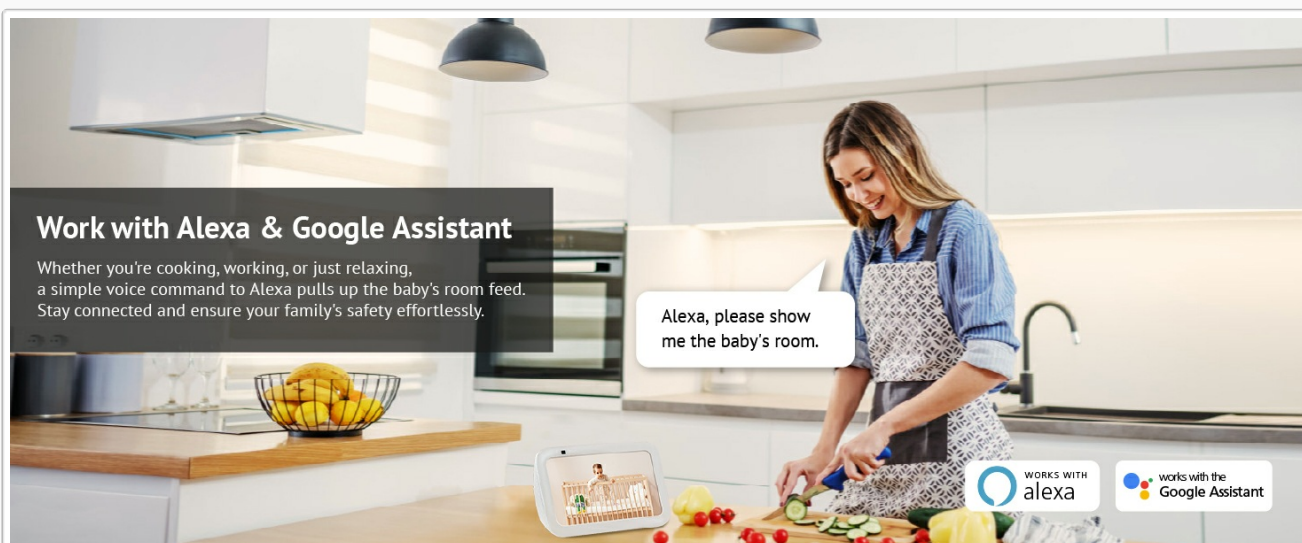 Work with Alexa & Google Assistant
Whether you're cooking, working, or just relaxing,
a simple voice command to Alexa pulls up the baby's room feed.
Stay connected and ensure your family's safety effortlessly.
Alexa, please show
me the baby's room.
WORKS WITH
alexa
works with the
Google Assistant